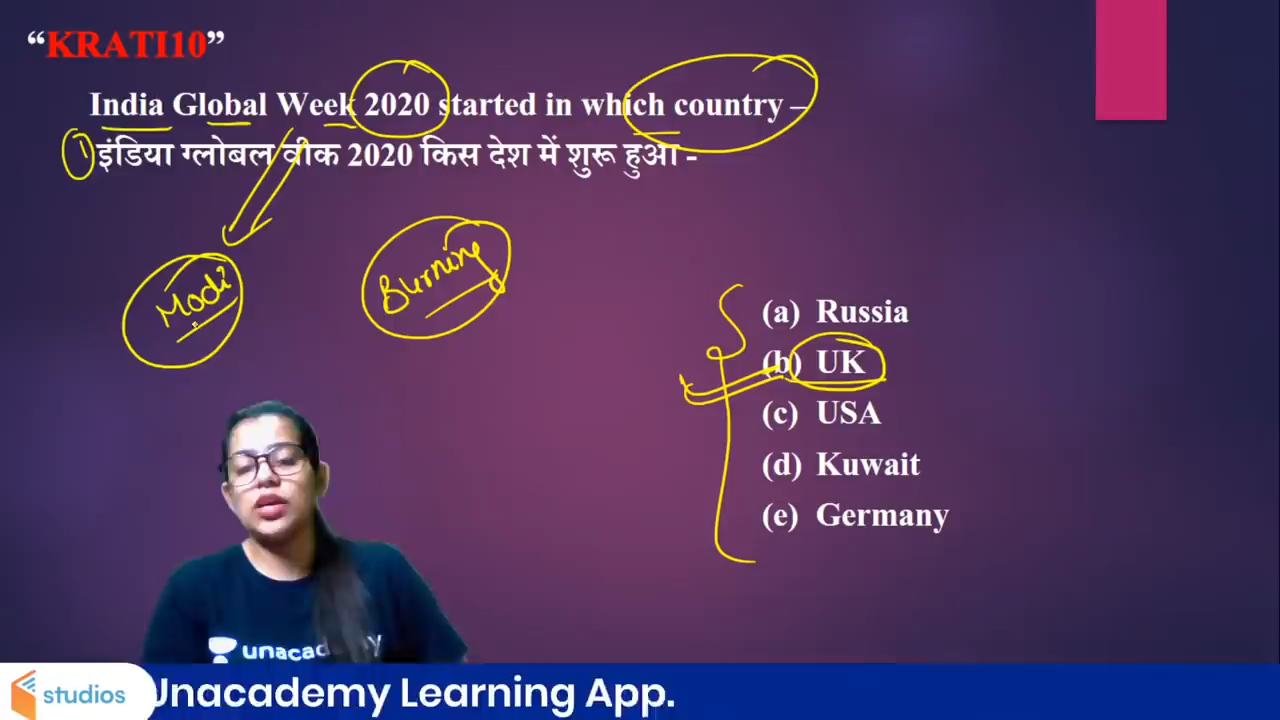 “KRATI10”
India Global Week 2020 started in which country –
① इंडिया ग्लोबल वीक 2020 किस देश में शुरू हुआ -
Modi
Burning
(a) Russia
(b) UK
(c) USA
(d) Kuwait
(e) Germany
unacademy
studios
Unacademy Learning App.